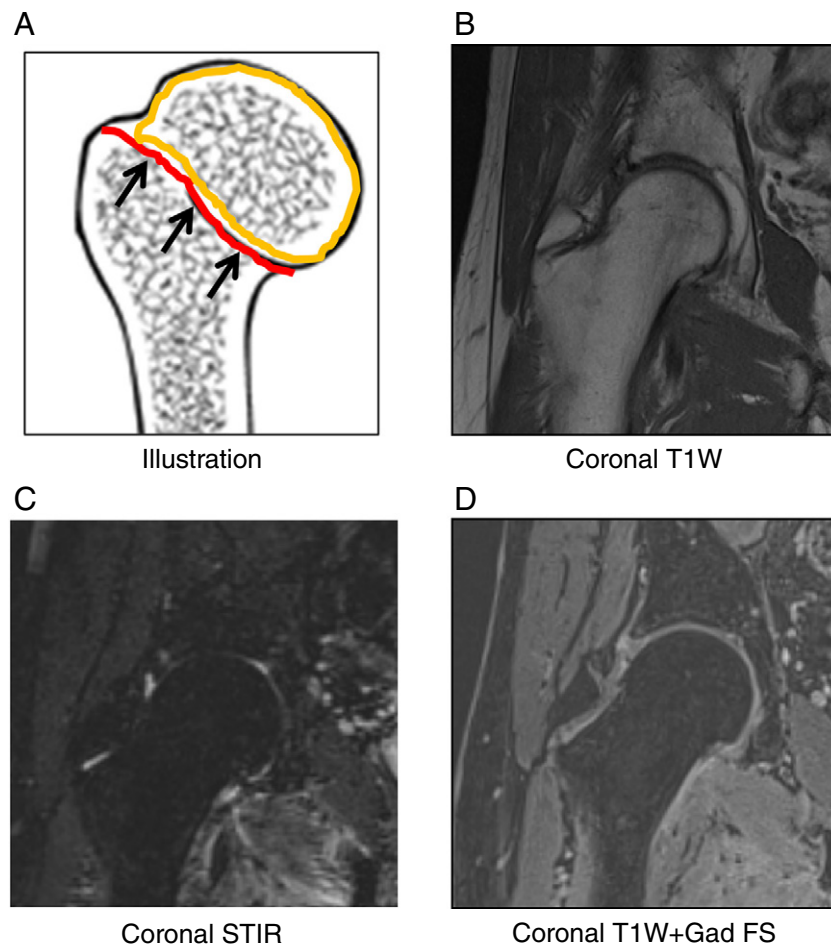 A
B
Illustration
Coronal T1W
C
D
Coronal STIR
Coronal T1W+Gad FS